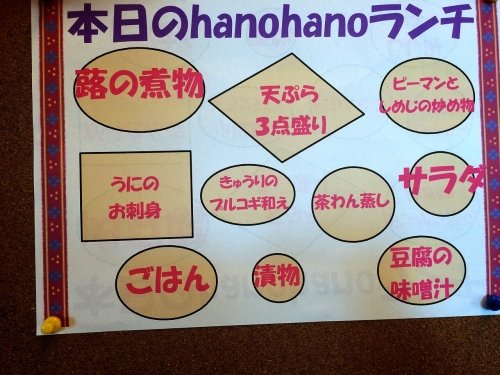 本日のhanohanoランチ
蕗の煮物
天ぷら
3点盛り
ピーマンと
しめじの炒め物
うにの
お刺身
きゅうりの
プルコギ和え
茶わん蒸し
サラダ
ごはん
漬物
豆腐の
味噌汁